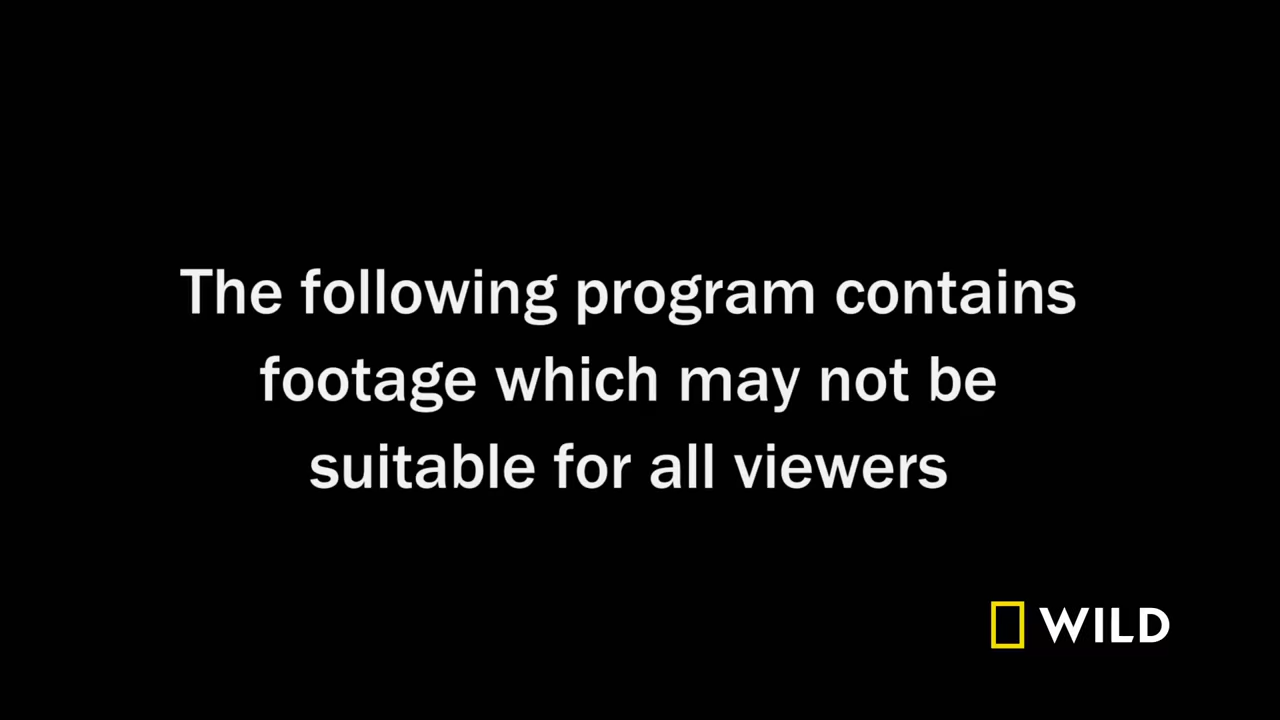 The following program contains
footage which may not be
suitable for all viewers
WILD